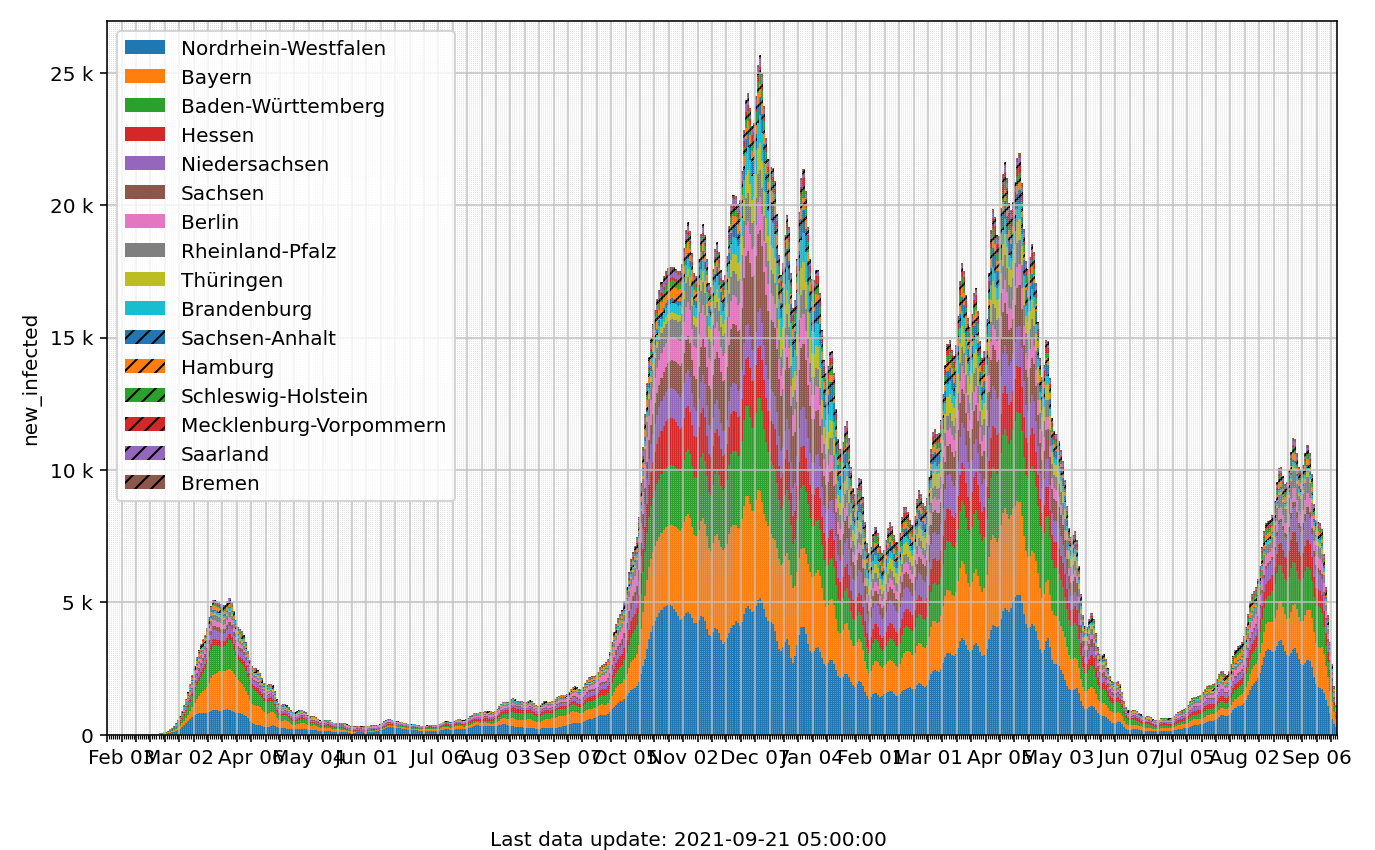 25 k
20 k
15 k
10 k
5 k
0
new_infected
Nordrhein-Westfalen
Bayern
Baden-Württemberg
Hessen
Niedersachsen
Sachsen
Berlin
Rheinland-Pfalz
Thüringen
Brandenburg
Sachsen-Anhalt
Hamburg
Schleswig-Holstein
Mecklenburg-Vorpommern
Saarland
Bremen
Feb 03 Mar 02 Apr 06 May 04 Jun 01 Jul 06 Aug 03 Sep 07 Oct 05 Nov 02 Dec 07 Jan 04 Feb 01 Mar 01 Apr 05 May 03 Jun 07 Jul 05 Aug 02 Sep 06
Last data update: 2021-09-21 05:00:00